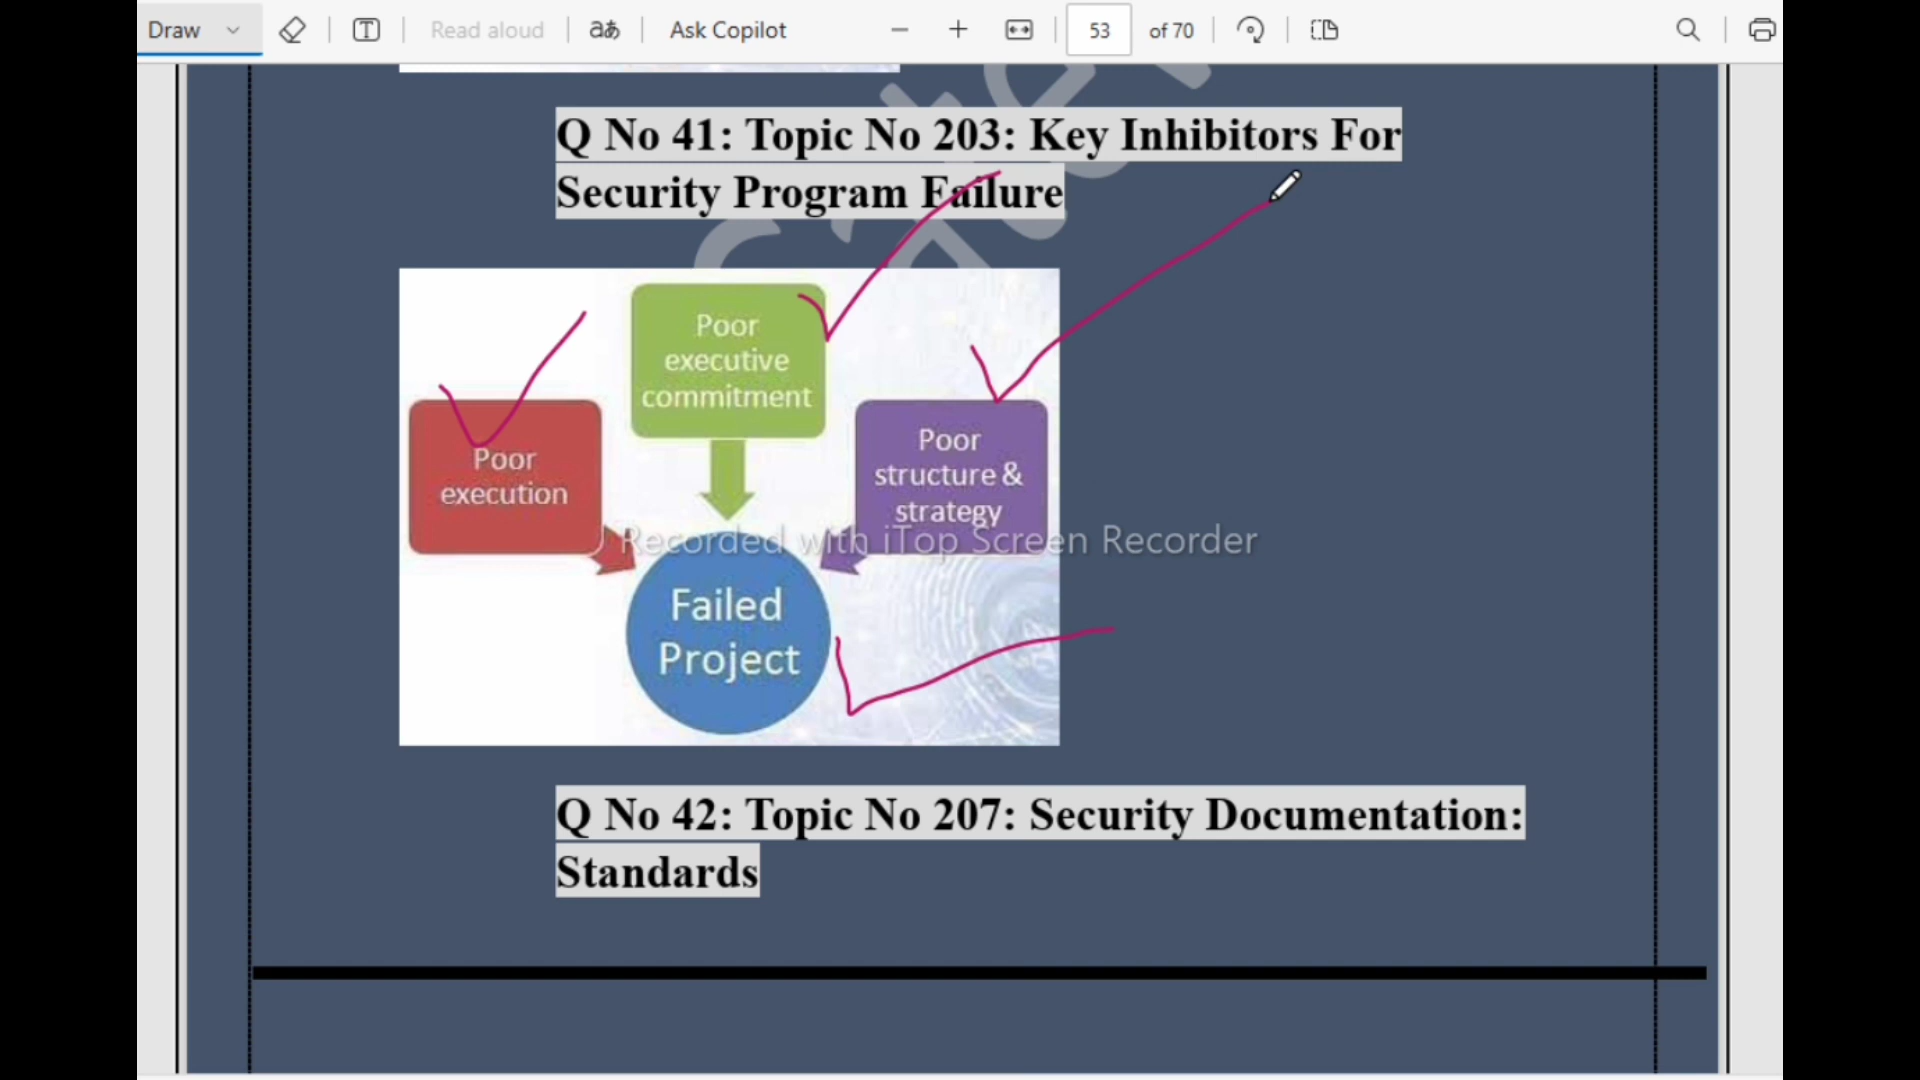 Draw
Read aloud
aあ
Ask Copilot
53 of 70
Q No 41: Topic No 203: Key Inhibitors For
Security Program Failure
Poor
executive
commitment
Poor
execution
Poor
structure &
strategy
Recorded with iTop Screen Recorder
Failed
Project
Q No 42: Topic No 207: Security Documentation:
Standards